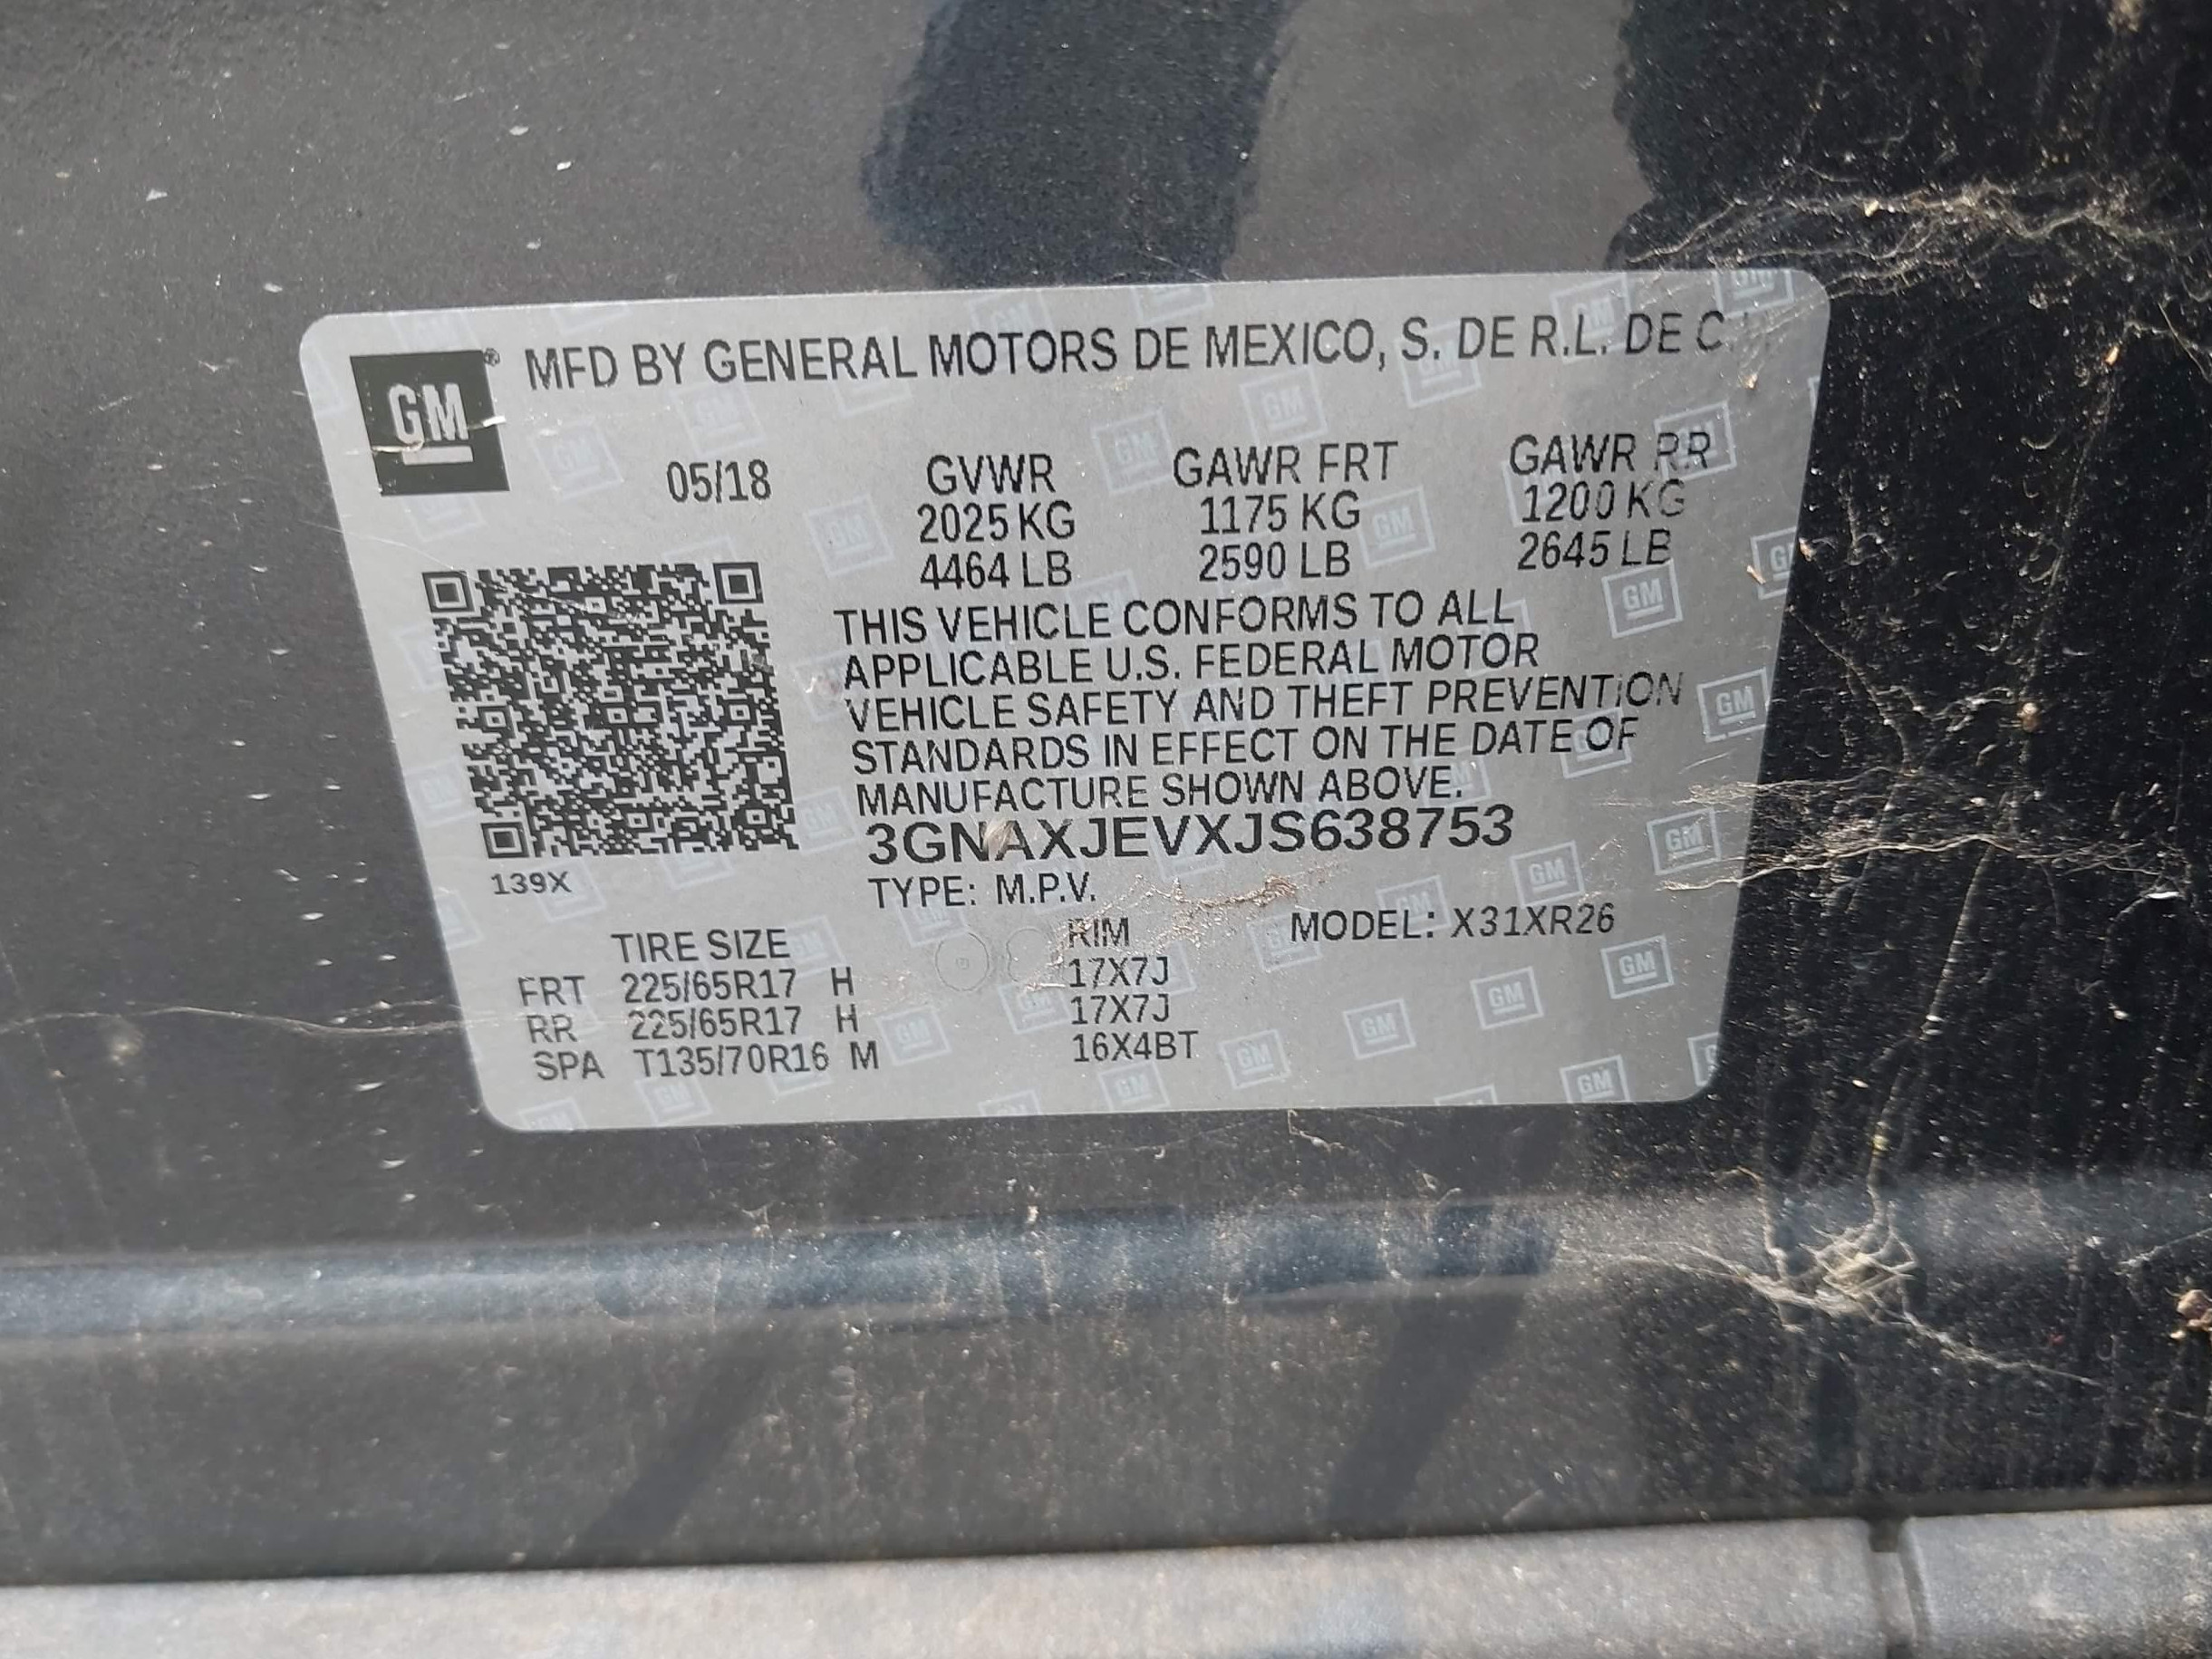 GM® MFD BY GENERAL MOTORS DE MEXICO, S. DE R.L. DE C
05/18 GVWR GAWR FRT GAWR RR
2025 KG 1175 KG 1200 KG
4464 LB 2590 LB 2645 LB
THIS VEHICLE CONFORMS TO ALL
APPLICABLE U.S. FEDERAL MOTOR
VEHICLE SAFETY AND THEFT PREVENTION
STANDARDS IN EFFECT ON THE DATE OF
MANUFACTURE SHOWN ABOVE.
3GNAXJEVXJS638753
139X
TYPE: M.P.V.
TIRE SIZE RIM MODEL: X31XR26
FRT 225/65R17 H 17X7J
RR 225/65R17 H 17X7J
SPA T135/70R16 M 16X4BT